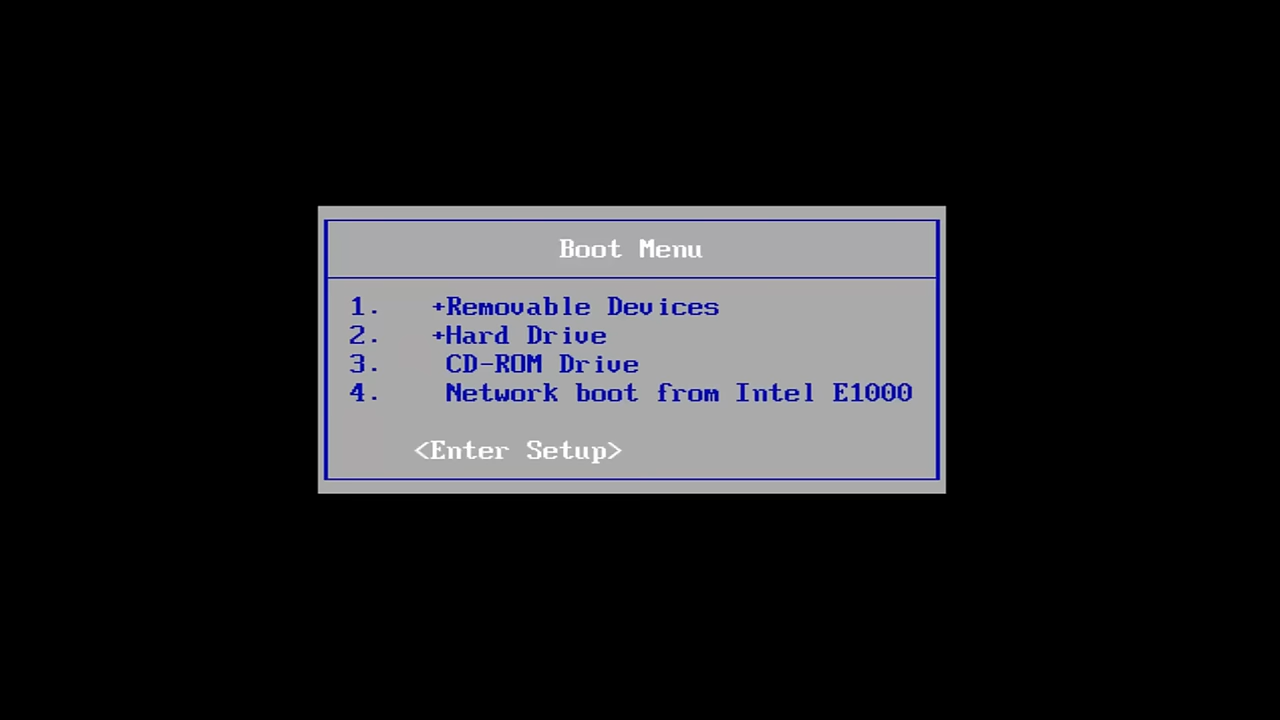 Boot Menu
1. +Removable Devices
2. +Hard Drive
3. CD-ROM Drive
4. Network boot from Intel E1000
<Enter Setup>